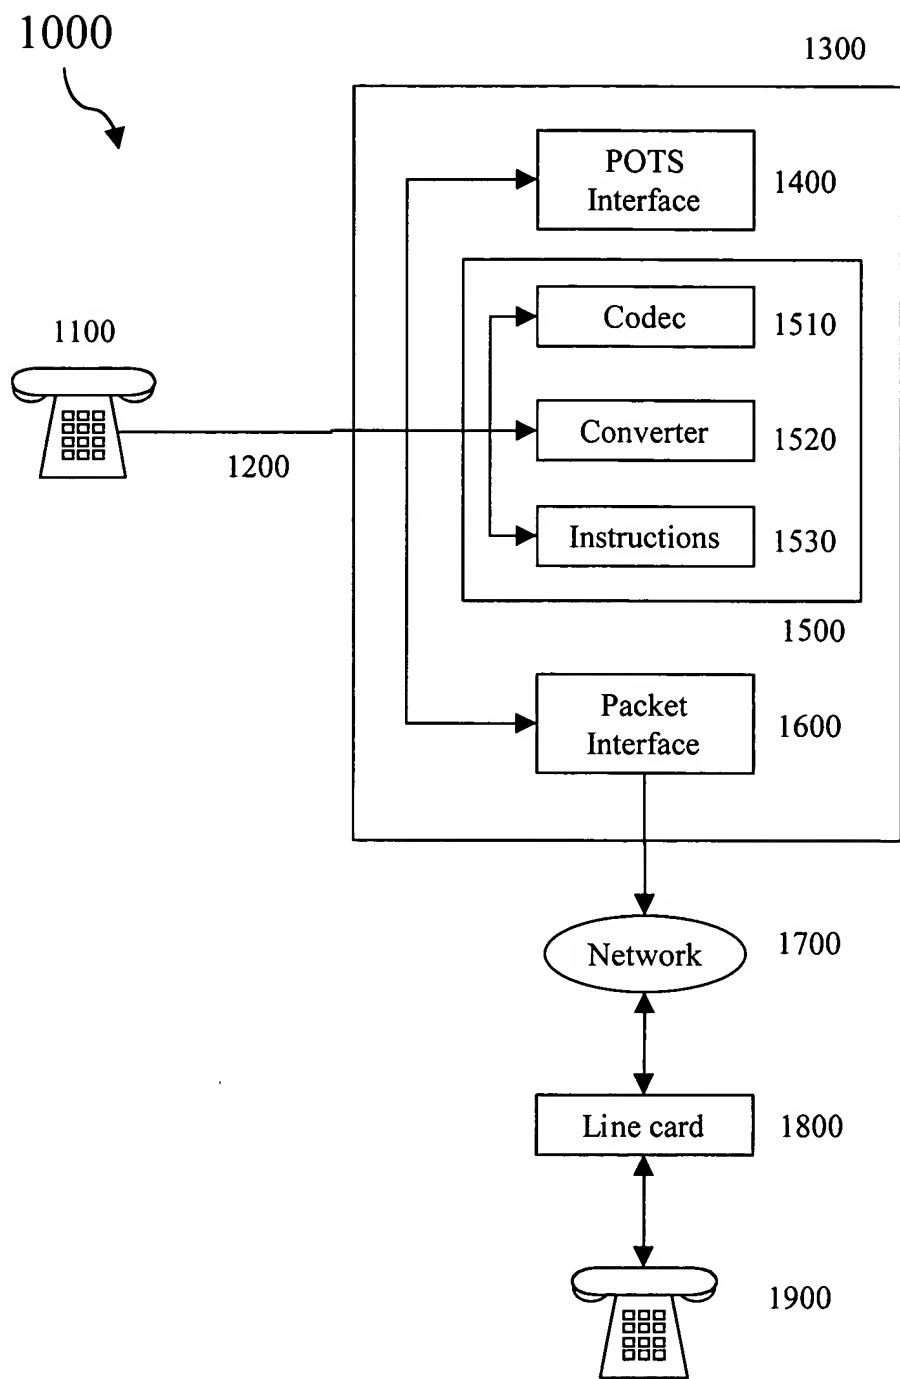 1000
1300
POTS
Interface
1400
Codec
1510
1100
Converter
1520
1200
Instructions
1530
1500
Packet
Interface
1600
Network
1700
Line card
1800
1900